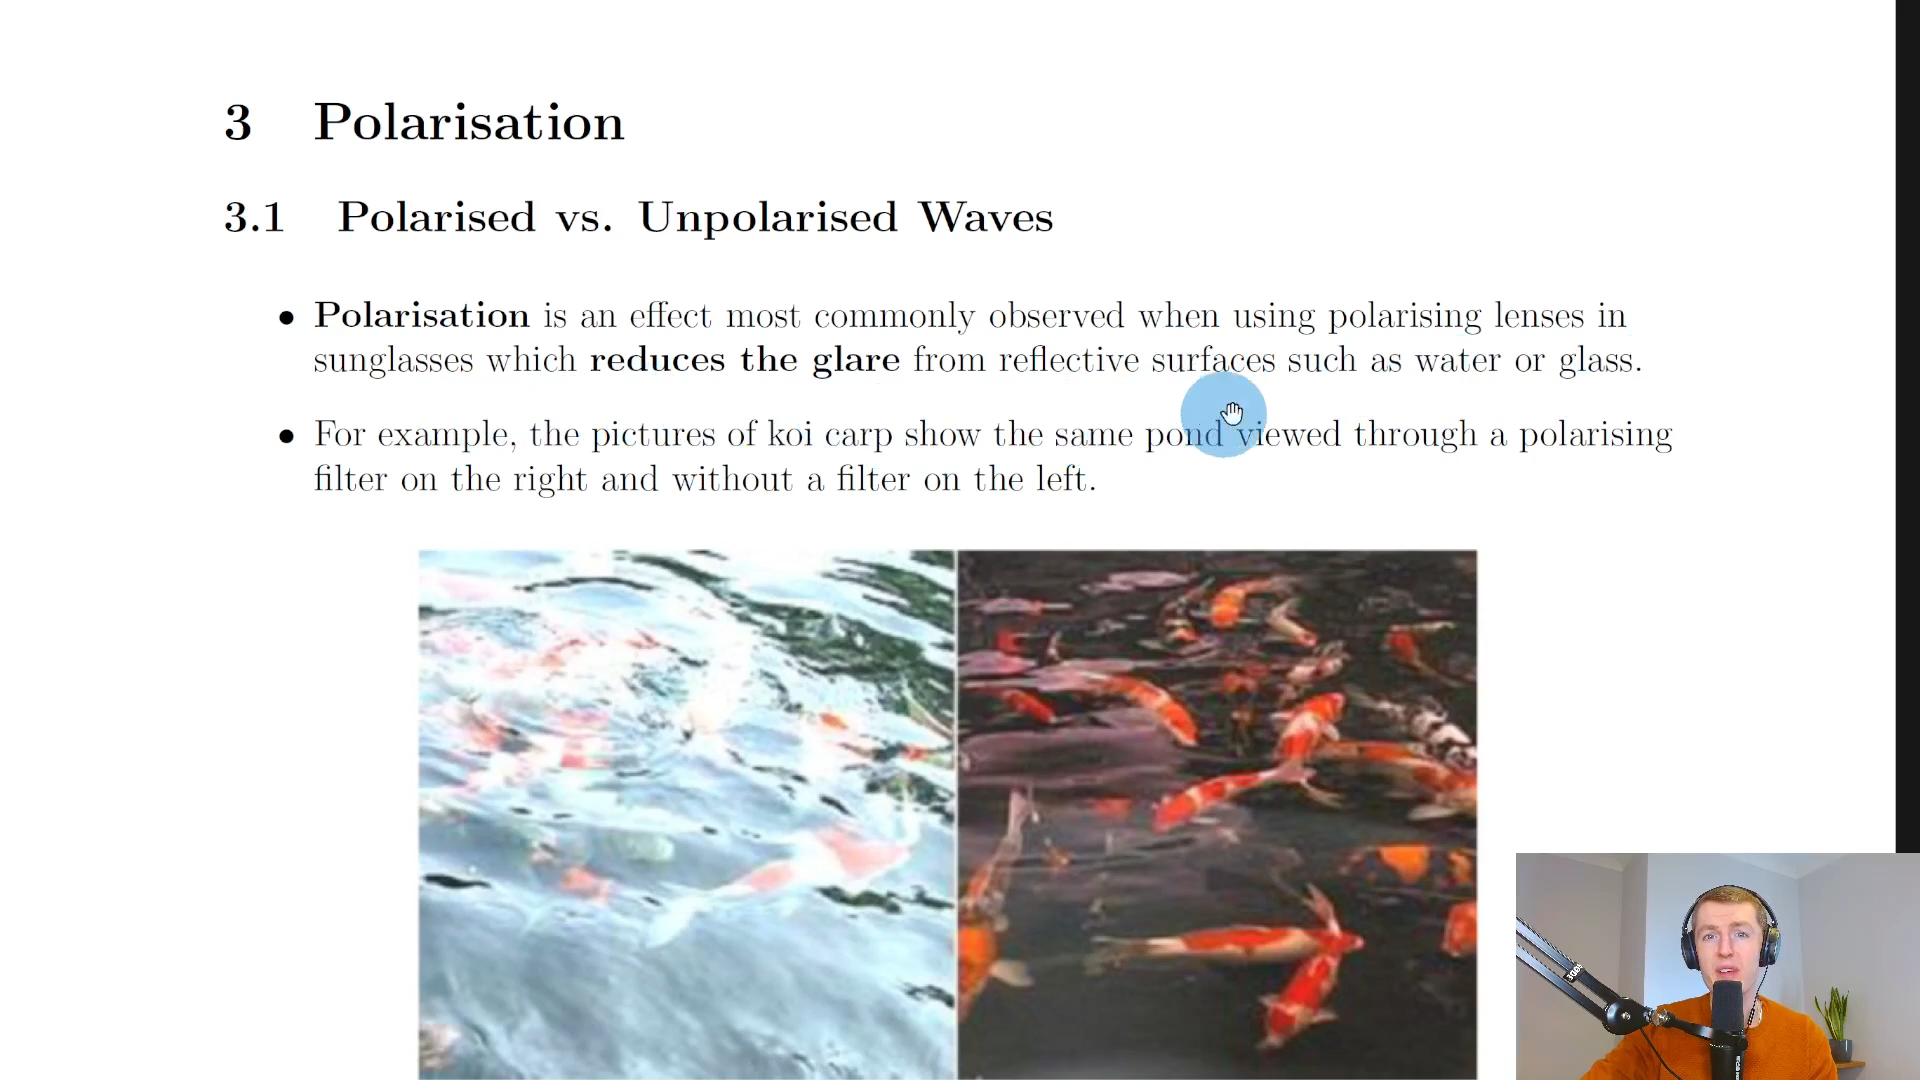 3 Polarisation
3.1 Polarised vs. Unpolarised Waves
• Polarisation is an effect most commonly observed when using polarising lenses in
sunglasses which reduces the glare from reflective surfaces such as water or glass.
• For example, the pictures of koi carp show the same pond viewed through a polarising
filter on the right and without a filter on the left.
RØDE